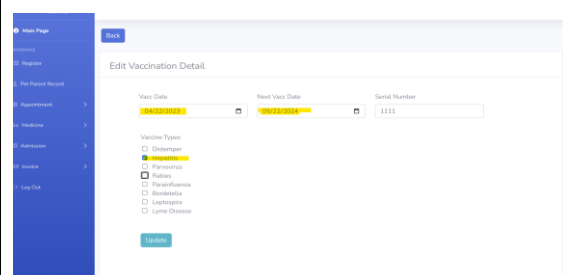 Main Page
Register
Pet Parent Record
Appointment
Medicine
Admission
Invoice
Log Out
Back
Edit Vaccination Detail
Vacc Date
Next Vacc Date
Serial Number
04/22/2023
05/22/2024
1111
Vaccine Types
Distemper
Hepatitis
Parvovirus
Rabies
Parainfluenza
Bordetella
Leptospira
Lyme Disease
Update